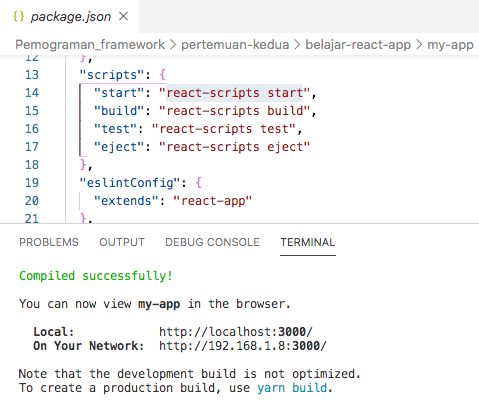 {} package.json ×
Pemograman_framework > pertemuan-kedua > belajar-react-app > my-app
12 },
13 "scripts": {
14 "start": "react-scripts start",
15 "build": "react-scripts build",
16 "test": "react-scripts test",
17 "eject": "react-scripts eject"
18 },
19 "eslintConfig": {
20 "extends": "react-app"
21 },
PROBLEMS OUTPUT DEBUG CONSOLE TERMINAL
Compiled successfully!
You can now view my-app in the browser.
Local: http://localhost:3000/
On Your Network: http://192.168.1.8:3000/
Note that the development build is not optimized.
To create a production build, use yarn build.